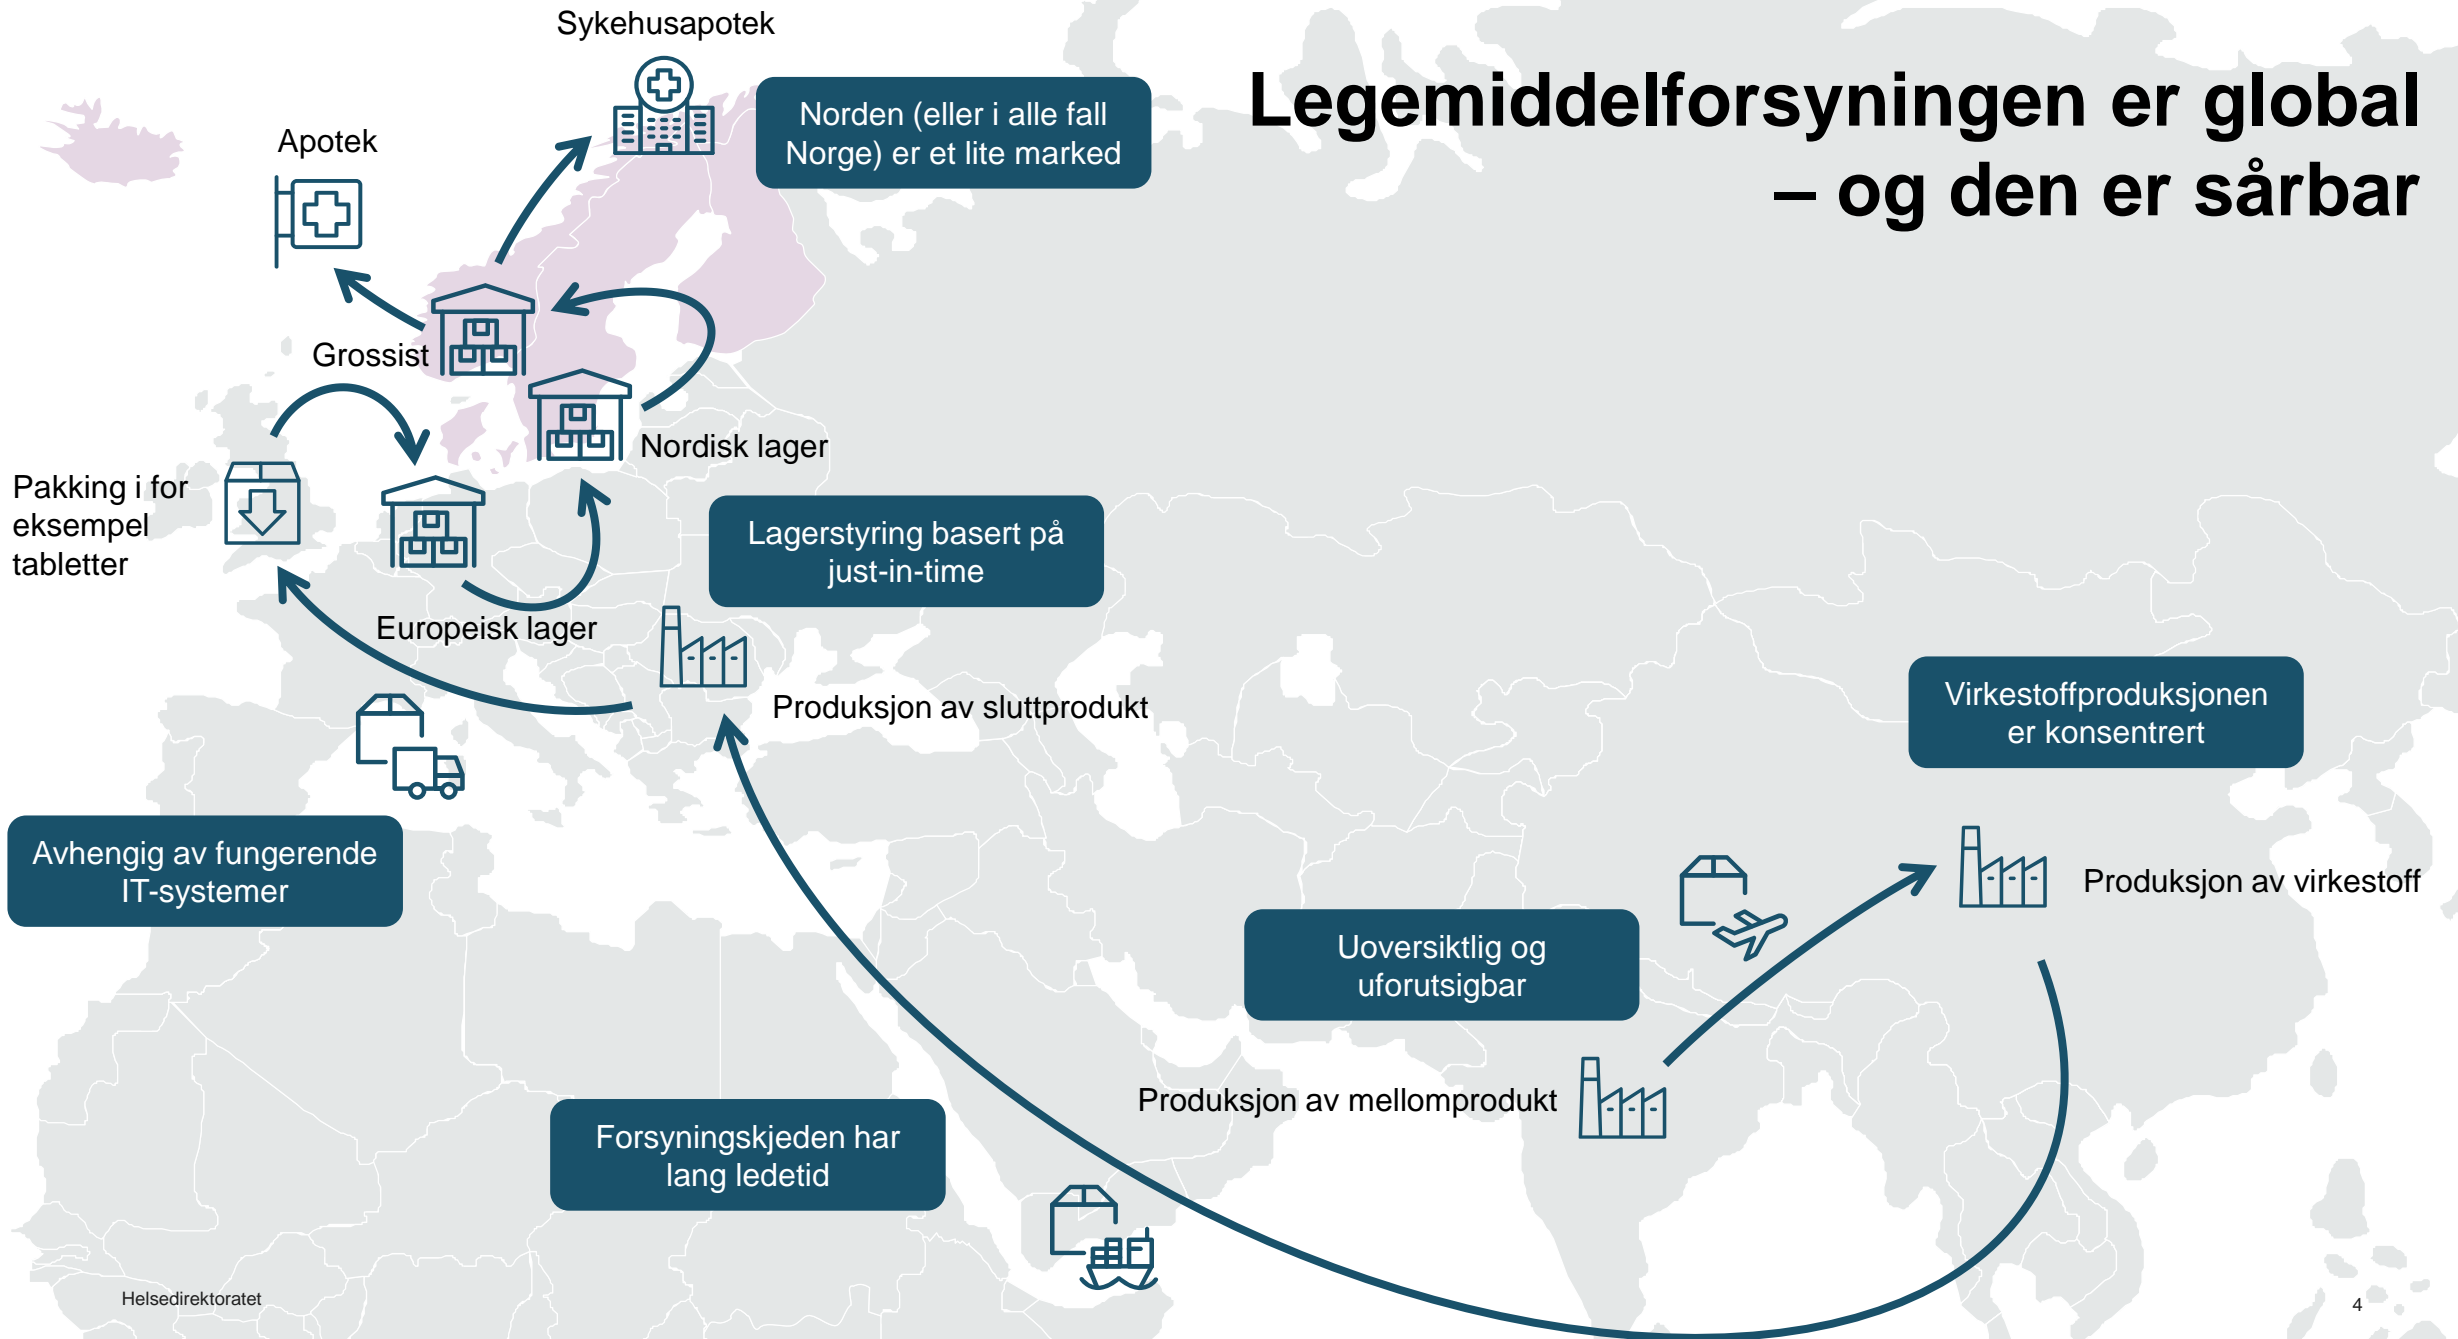 Legemiddelforsyningen er global
– og den er sårbar
Sykehusapotek
Norden (eller i alle fall
Norge) er et lite marked
Apotek
Grossist
Nordisk lager
Pakking i for
eksempel
tabletter
Lagerstyring basert på
just-in-time
Europeisk lager
Produksjon av sluttprodukt
Virkestoffproduksjonen
er konsentrert
Avhengig av fungerende
IT-systemer
Produksjon av virkestoff
Uoversiktlig og
uforutsigbar
Produksjon av mellomprodukt
Forsyningskjeden har
lang ledetid
Helsedirektoratet
4